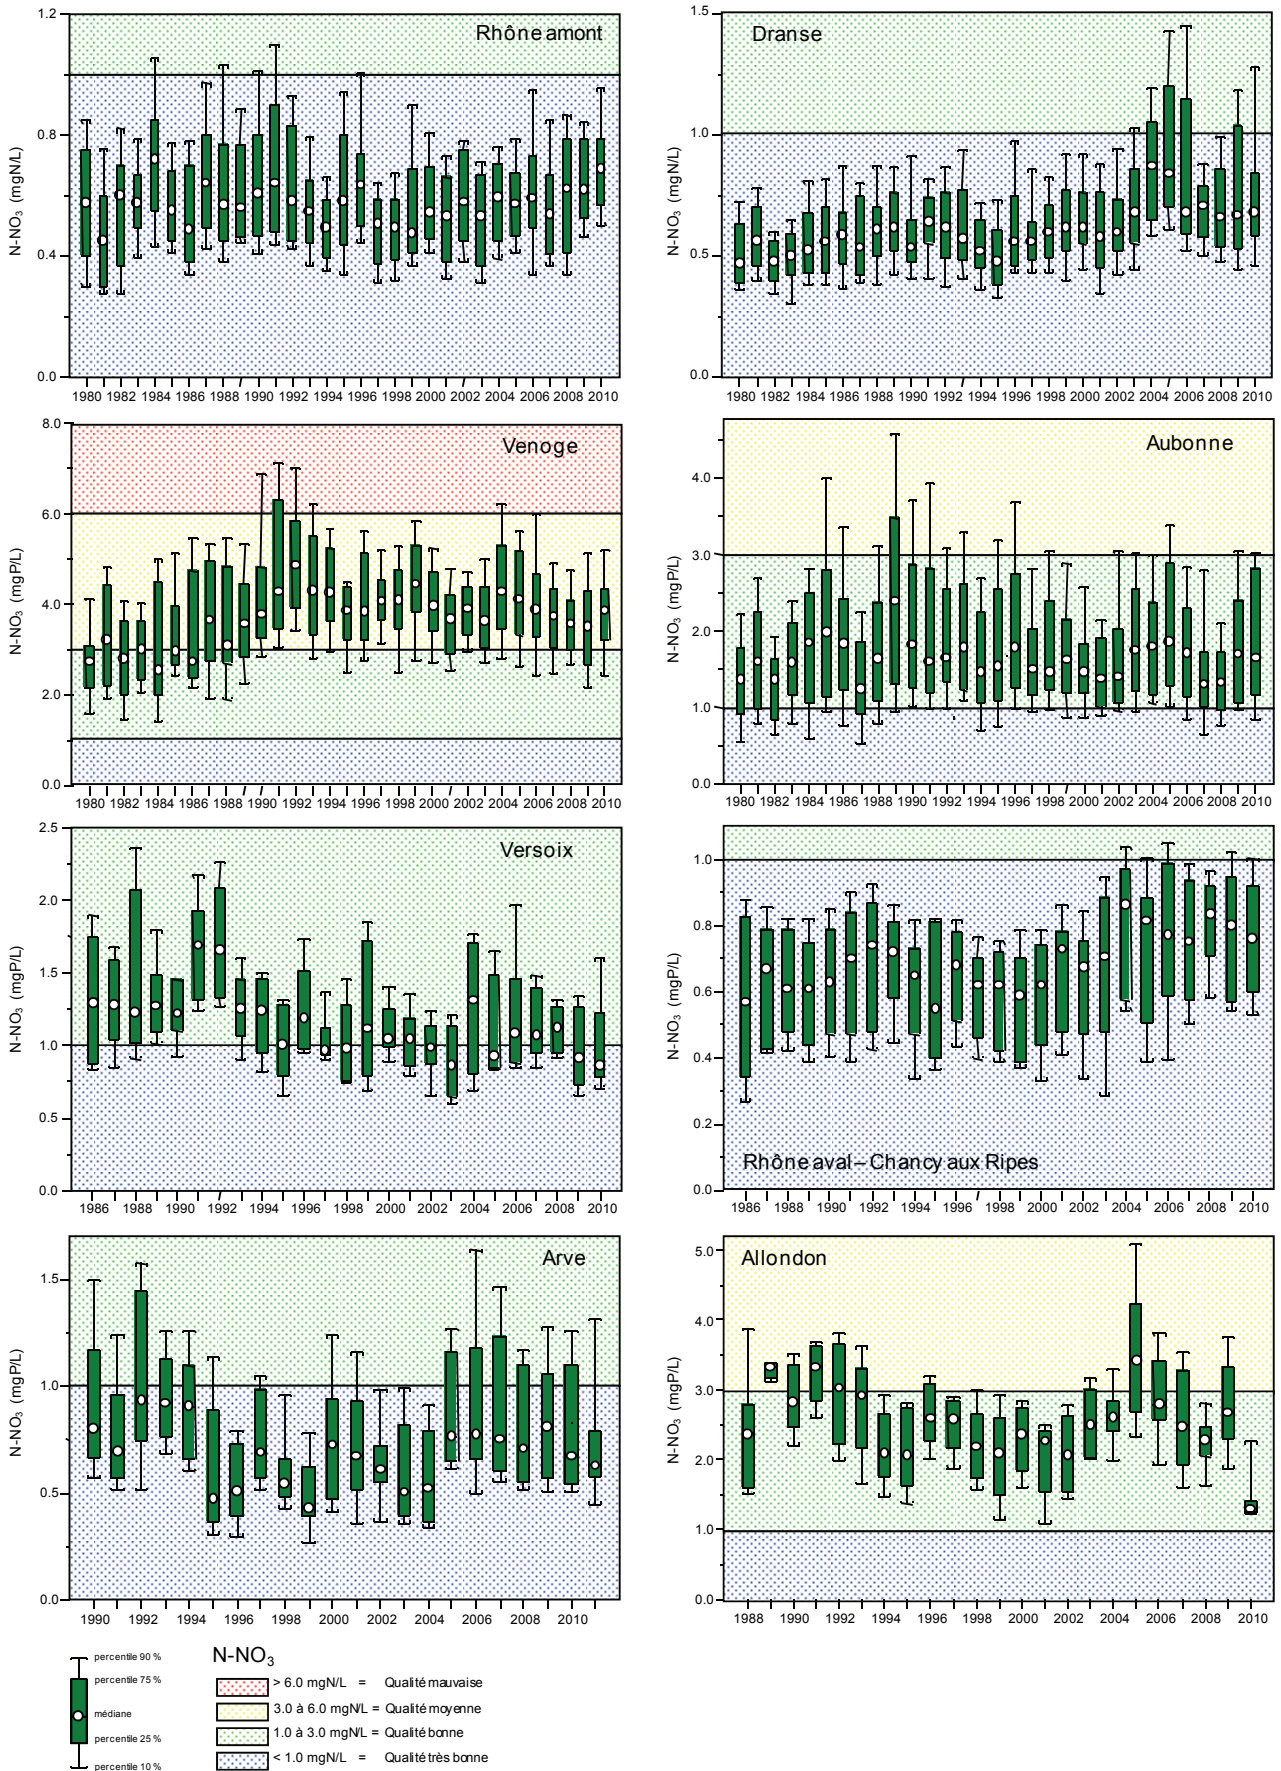 Rhône amont
N-NO3 (mgN/L)
1.2
0.8
0.4
0.0
1980 1982 1984 1986 1988 1990 1992 1994 1996 1998 2000 2002 2004 2006 2008 2010
Dranse
N-NO3 (mgN/L)
1.5
1.0
0.5
0.0
1980 1982 1984 1986 1988 1990 1992 1994 1996 1998 2000 2002 2004 2006 2008 2010
Venoge
N-NO3 (mgP/L)
8.0
6.0
4.0
2.0
0.0
1980 1982 1984 1986 1988 1990 1992 1994 1996 1998 2000 2002 2004 2006 2008 2010
Aubonne
N-NO3 (mgP/L)
4.0
3.0
2.0
1.0
0.0
1980 1982 1984 1986 1988 1990 1992 1994 1996 1998 2000 2002 2004 2006 2008 2010
Versoix
N-NO3 (mgP/L)
2.5
2.0
1.5
1.0
0.5
0.0
1986 1988 1990 1992 1994 1996 1998 2000 2002 2004 2006 2008 2010
Rhône aval – Chancy aux Ripes
N-NO3 (mgP/L)
1.0
0.8
0.6
0.4
0.2
0.0
1986 1988 1990 1992 1994 1996 1998 2000 2002 2004 2006 2008 2010
Arve
N-NO3 (mgP/L)
1.5
1.0
0.5
0.0
1990 1992 1994 1996 1998 2000 2002 2004 2006 2008 2010
Allondon
N-NO3 (mgP/L)
5.0
4.0
3.0
2.0
1.0
0.0
1988 1990 1992 1994 1996 1998 2000 2002 2004 2006 2008 2010
percentile 90 %
percentile 75 %
médiane
percentile 25 %
percentile 10 %
N-NO3
> 6.0 mgN/L = Qualité mauvaise
3.0 à 6.0 mgN/L = Qualité moyenne
1.0 à 3.0 mgN/L = Qualité bonne
< 1.0 mgN/L = Qualité très bonne